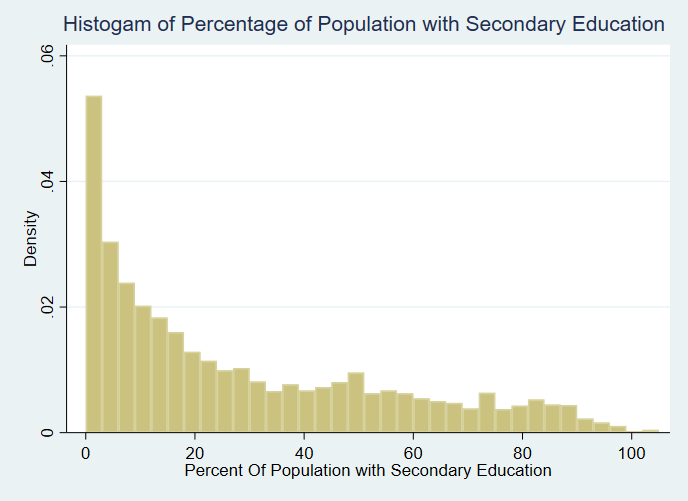 Histogam of Percentage of Population with Secondary Education
.06
.04
.02
0
Density
0 20 40 60 80 100
Percent Of Population with Secondary Education